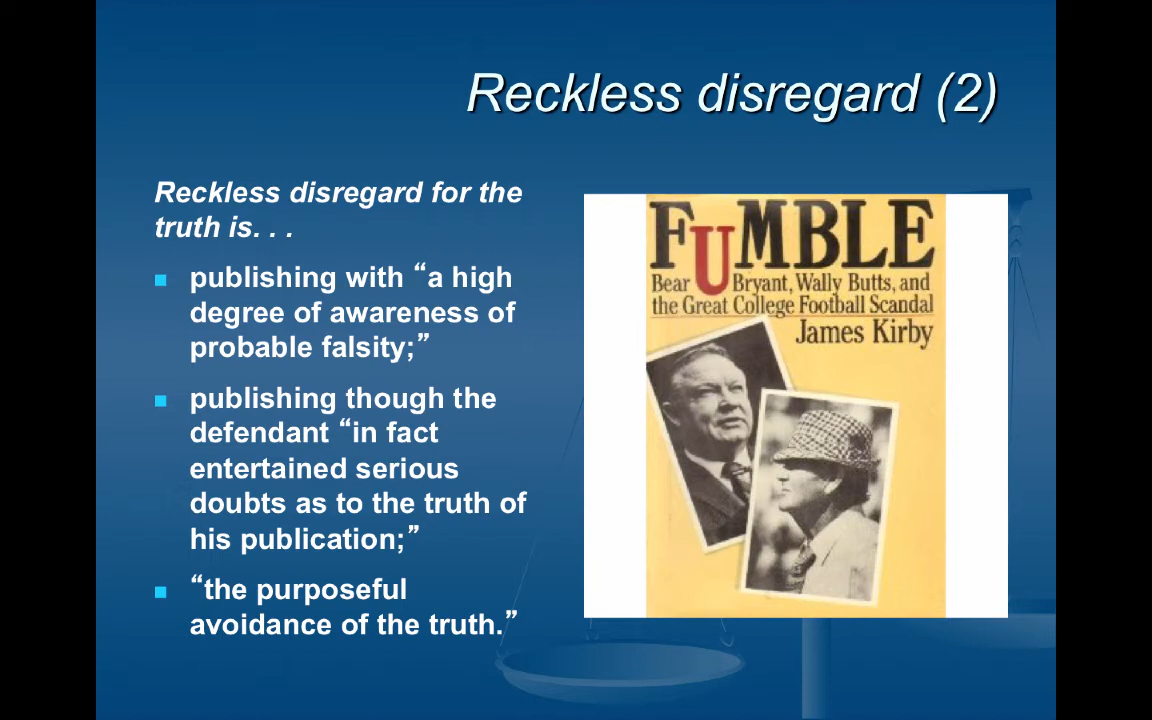 Reckless disregard (2)
Reckless disregard for the
truth is. . .
publishing with “a high
degree of awareness of
probable falsity;”
publishing though the
defendant “in fact
entertained serious
doubts as to the truth of
his publication;”
“the purposeful
avoidance of the truth.”
FUMBLE
Bear Bryant, Wally Butts, and
the Great College Football Scandal
James Kirby